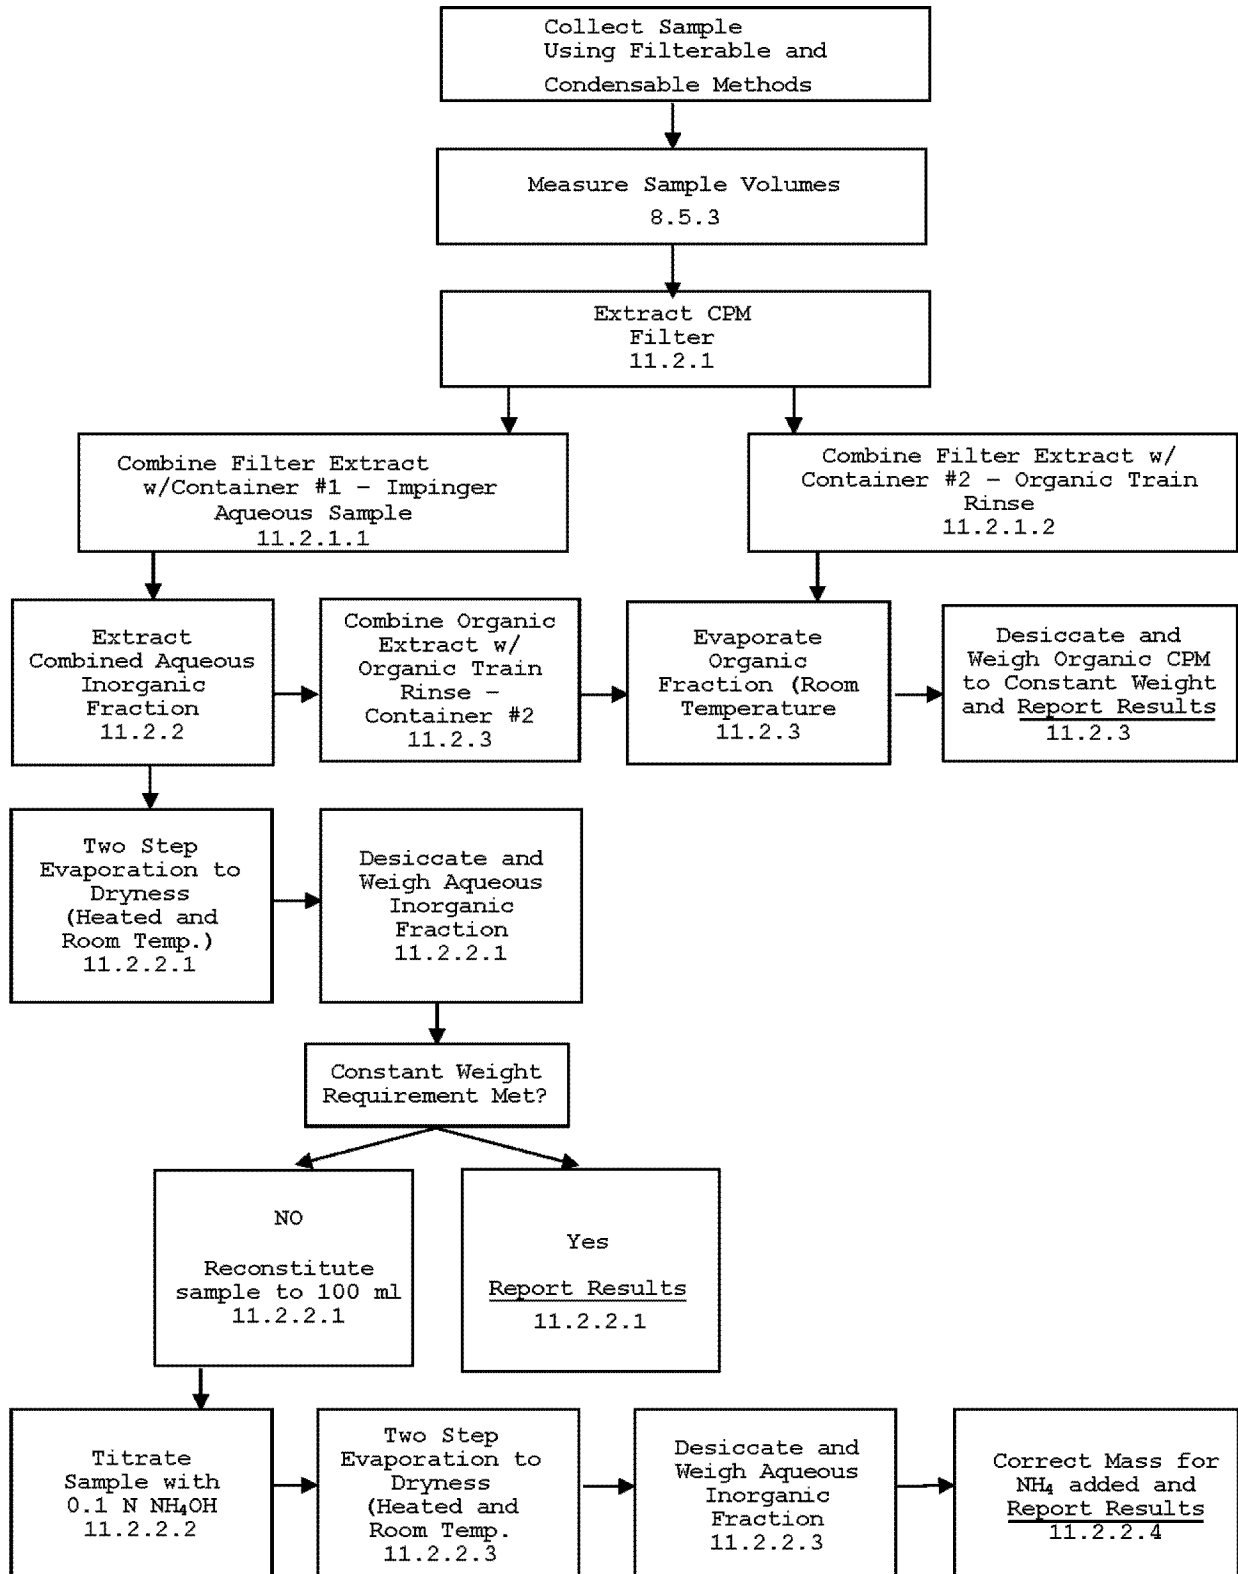 Collect Sample
Using Filterable and
Condensable Methods
Measure Sample Volumes
8.5.3
Extract CPM
Filter
11.2.1
Combine Filter Extract
w/Container #1 – Impinger
Aqueous Sample
11.2.1.1
Combine Filter Extract w/
Container #2 – Organic Train
Rinse
11.2.1.2
Extract
Combined Aqueous
Inorganic
Fraction
11.2.2
Combine Organic
Extract w/
Organic Train
Rinse –
Container #2
11.2.3
Evaporate
Organic
Fraction (Room
Temperature
11.2.3
Desiccate and
Weigh Organic CPM
to Constant Weight
and Report Results
11.2.3
Two Step
Evaporation to
Dryness
(Heated and
Room Temp.)
11.2.2.1
Desiccate and
Weigh Aqueous
Inorganic
Fraction
11.2.2.1
Constant Weight
Requirement Met?
NO
Reconstitute
sample to 100 ml
11.2.2.1
Yes
Report Results
11.2.2.1
Titrate
Sample with
0.1 N NH₄OH
11.2.2.2
Two Step
Evaporation to
Dryness
(Heated and
Room Temp.
11.2.2.3
Desiccate and
Weigh Aqueous
Inorganic
Fraction
11.2.2.3
Correct Mass for
NH₄ added and
Report Results
11.2.2.4